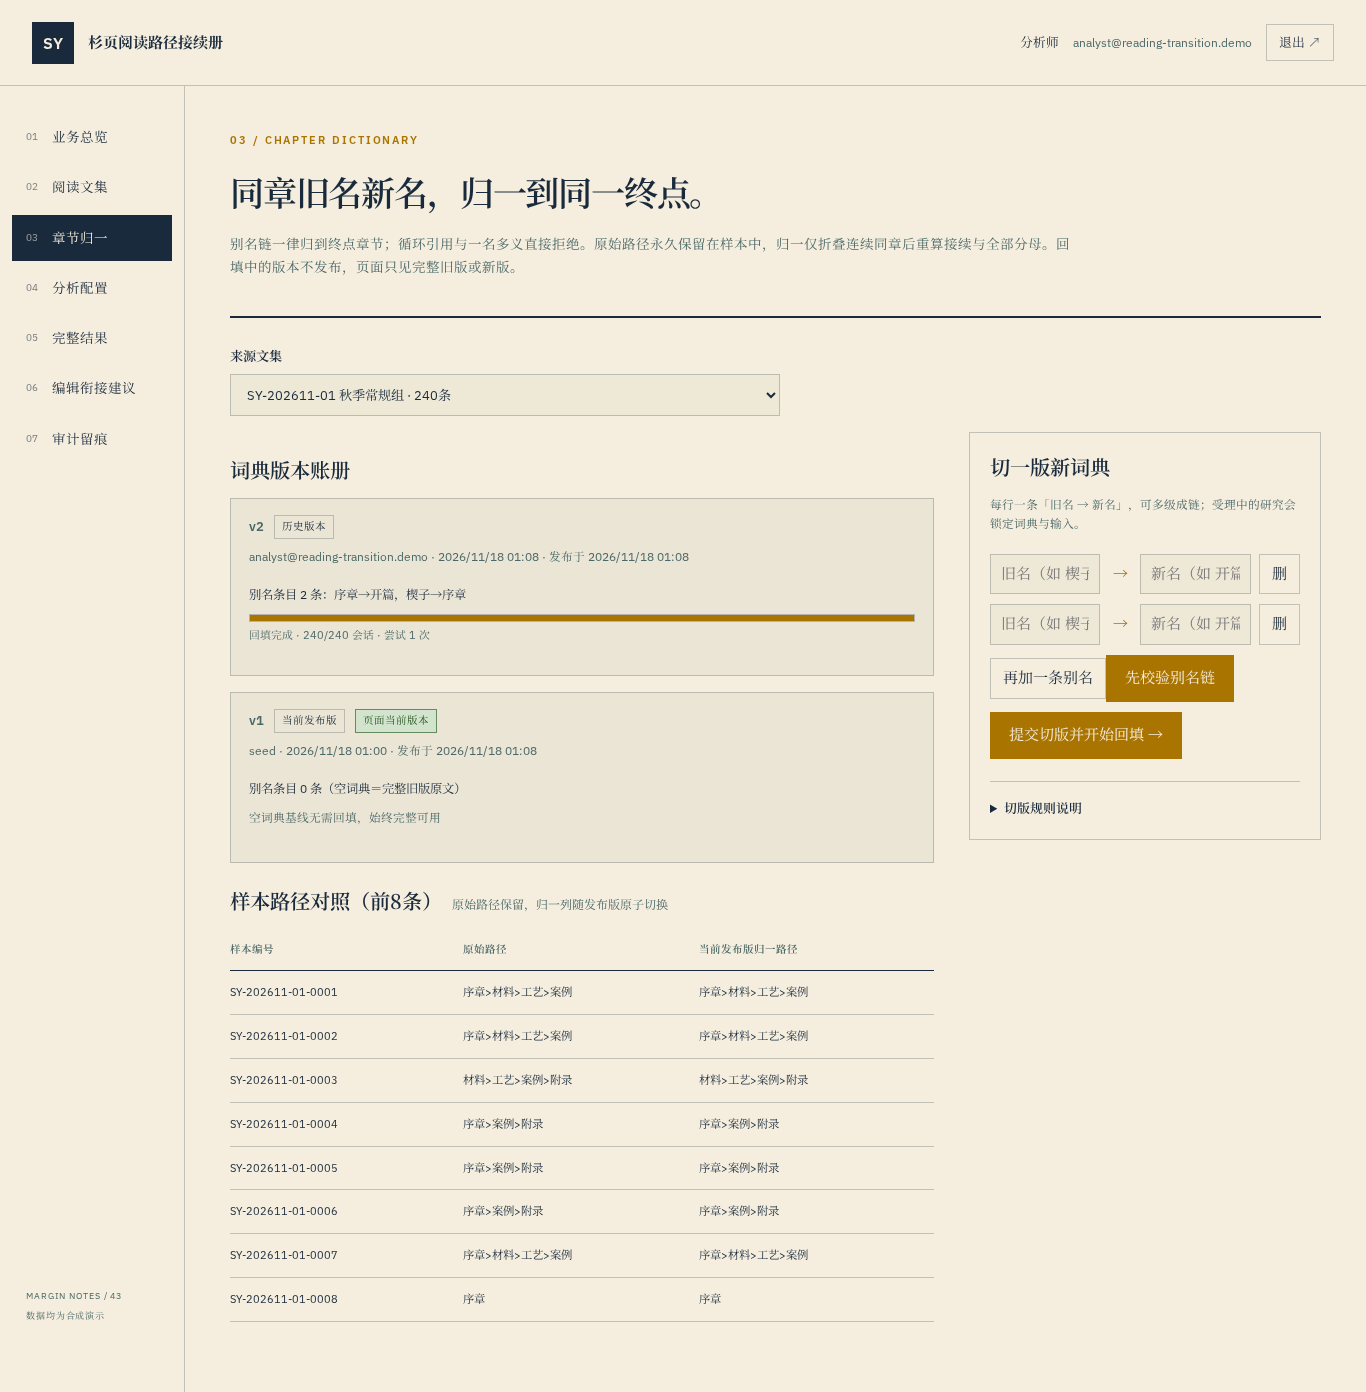 SY 杉页阅读路径接续册
分析师 analyst@reading-transition.demo 退出 ↗
01 业务总览
02 阅读文集
03 章节归一
04 分析配置
05 完整结果
06 编辑衔接建议
07 审计留痕
MARGIN NOTES / 43
数据均为合成演示
03 / CHAPTER DICTIONARY
同章旧名新名，归一到同一终点。
别名链一律归到终点章节；循环引用与一名多义直接拒绝。原始路径永久保留在样本中，归一仅折叠连续同章后重算接续与全部分母。回
填中的版本不发布，页面只见完整旧版或新版。
来源文集
SY-202611-01 秋季常规组 · 240条
词典版本账册
v2 历史版本
analyst@reading-transition.demo · 2026/11/18 01:08 · 发布于 2026/11/18 01:08
别名条目 2 条：序章→开篇，楔子→序章
回填完成 · 240/240 会话 · 尝试 1 次
v1 当前发布版 页面当前版本
seed · 2026/11/18 01:00 · 发布于 2026/11/18 01:08
别名条目 0 条（空词典＝完整旧版原文）
空词典基线无需回填，始终完整可用
样本路径对照（前8条） 原始路径保留，归一列随发布版原子切换
样本编号 原始路径 当前发布版归一路径
SY-202611-01-0001 序章>材料>工艺>案例 序章>材料>工艺>案例
SY-202611-01-0002 序章>材料>工艺>案例 序章>材料>工艺>案例
SY-202611-01-0003 材料>工艺>案例>附录 材料>工艺>案例>附录
SY-202611-01-0004 序章>案例>附录 序章>案例>附录
SY-202611-01-0005 序章>案例>附录 序章>案例>附录
SY-202611-01-0006 序章>案例>附录 序章>案例>附录
SY-202611-01-0007 序章>材料>工艺>案例 序章>材料>工艺>案例
SY-202611-01-0008 序章 序章
切一版新词典
每行一条「旧名 → 新名」，可多级成链；受理中的研究会
锁定词典与输入。
旧名（如 楔子 → 新名（如 开篇 删
旧名（如 楔子 → 新名（如 开篇 删
再加一条别名 先校验别名链
提交切版并开始回填 →
▶ 切版规则说明